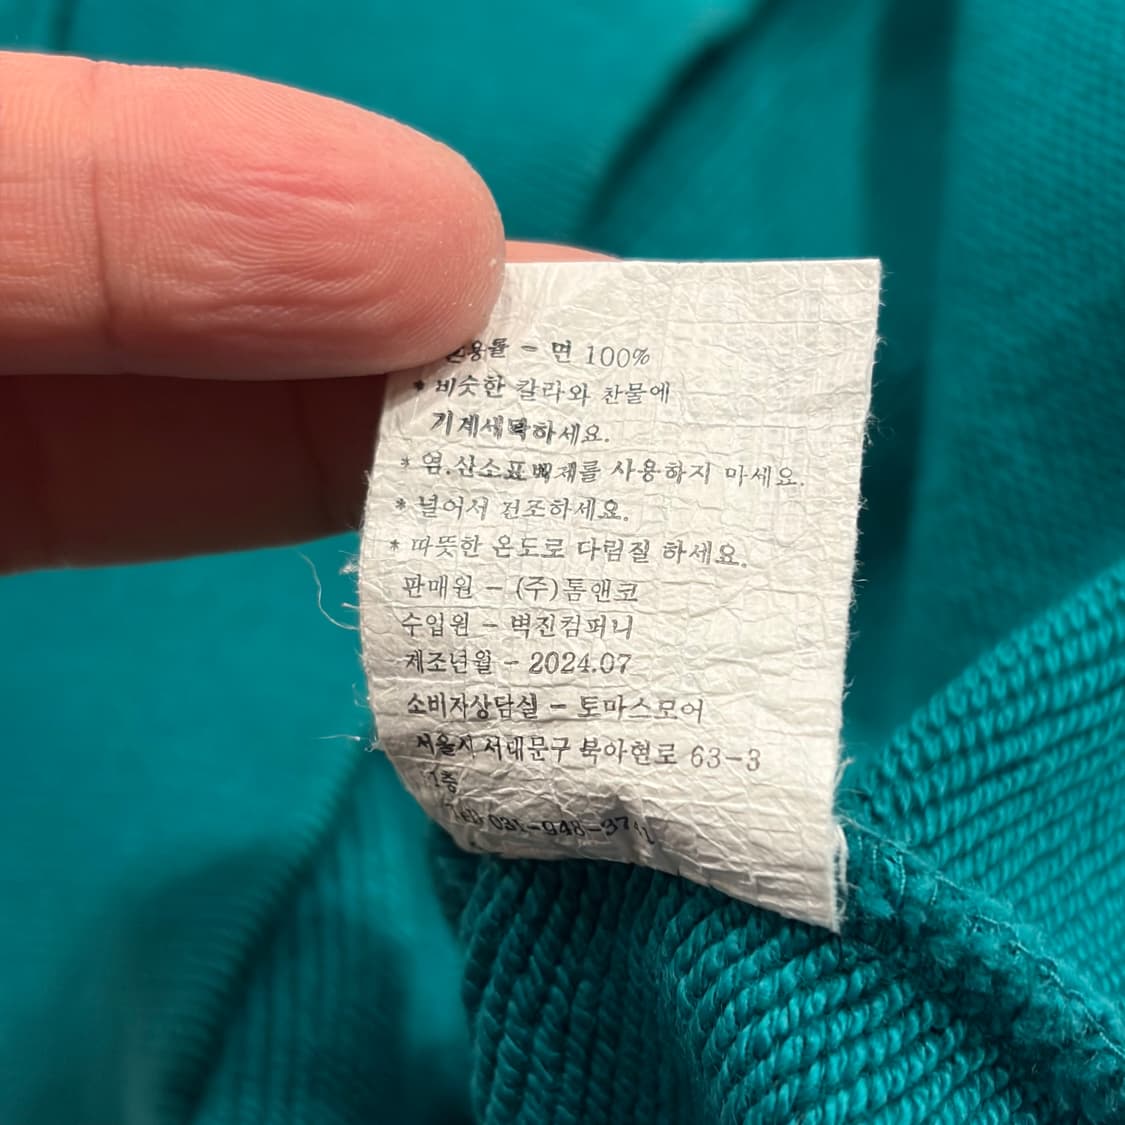 혼용률 - 면 100%
* 비슷한 칼라와 찬물에
기계세탁하세요.
* 염.산소표백제를 사용하지 마세요.
* 널어서 건조하세요.
* 따뜻한 온도로 다림질 하세요.
판매원 - (주)톰앤코
수입원 - 벽진컴퍼니
제조년월 - 2024.07
소비자상담실 - 토마스모어
서울시 서대문구 북아현로 63-3
1층